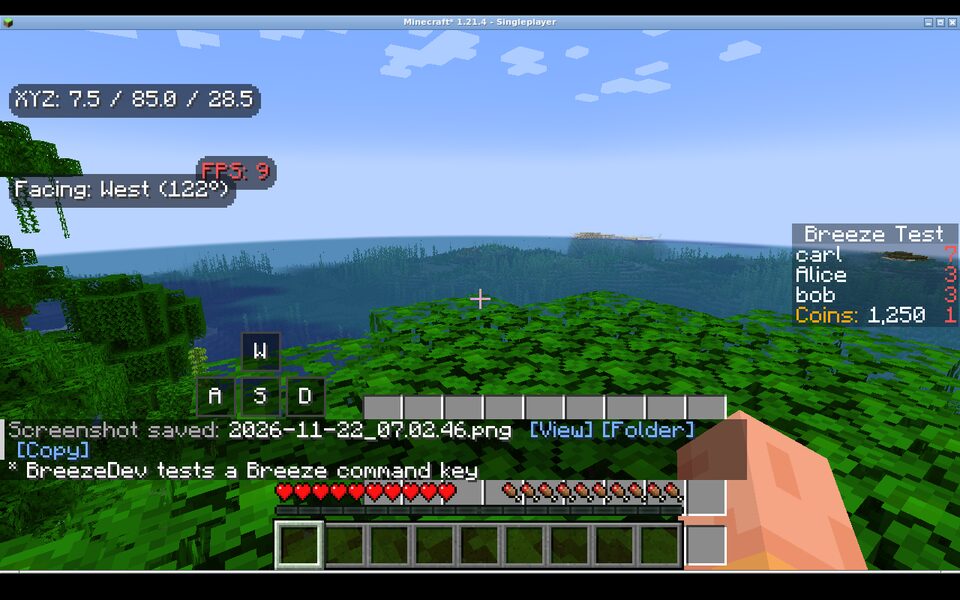 Minecraft* 1.21.4 - Singleplayer
XYZ: 7.5 / 85.0 / 28.5
FPS: 9
Facing: West (122°)
Breeze Test
carl 7
Alice 3
bob 3
Coins: 1,250 1
W
A S D
Screenshot saved: 2026-11-22_07.02.46.png [View] [Folder]
[Copy]
* BreezeDev tests a Breeze command key